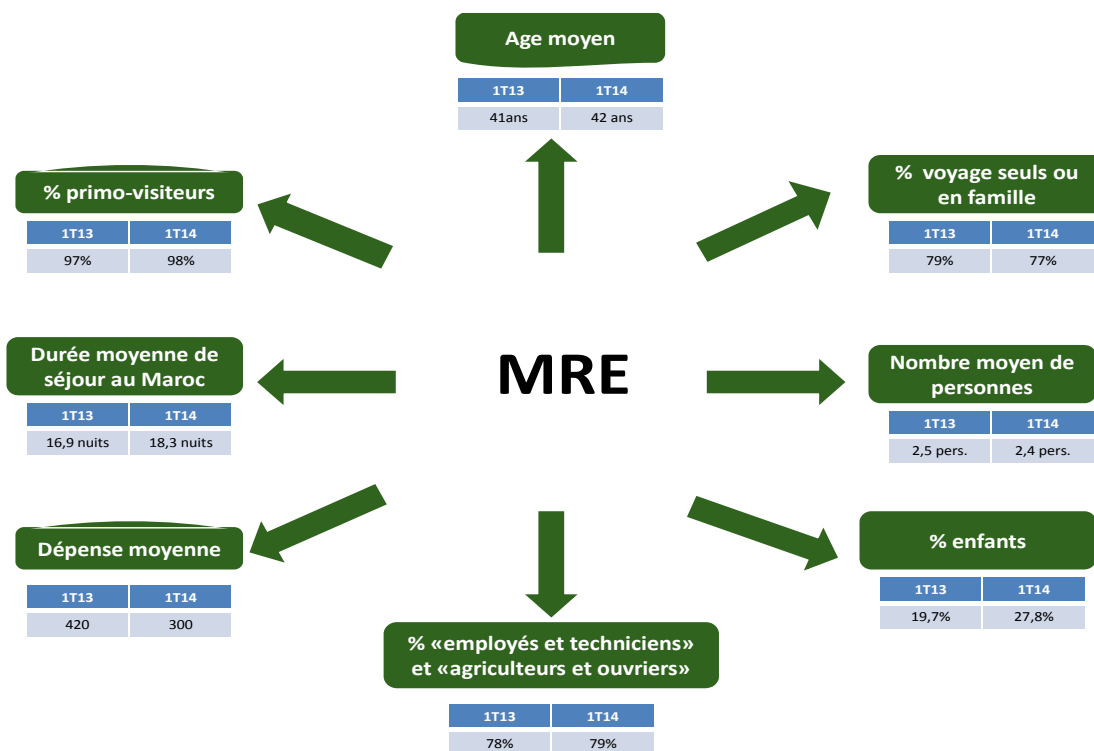 Age moyen
1T13 1T14
41ans 42 ans
% primo-visiteurs
1T13 1T14
97% 98%
% voyage seuls ou
en famille
1T13 1T14
79% 77%
Durée moyenne de
séjour au Maroc
1T13 1T14
16,9 nuits 18,3 nuits
MRE
Nombre moyen de
personnes
1T13 1T14
2,5 pers. 2,4 pers.
Dépense moyenne
1T13 1T14
420 300
% enfants
1T13 1T14
19,7% 27,8%
% «employés et techniciens»
et «agriculteurs et ouvriers»
1T13 1T14
78% 79%